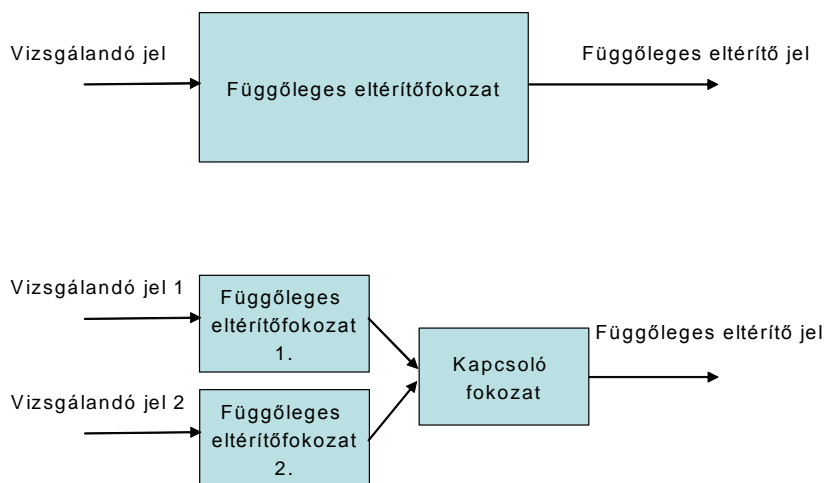 Vizsgálandó jel
Függőleges eltérítő jel
Függőleges eltérítőfokozat
Vizsgálandó jel 1
Függőleges
eltérítőfokozat
1.
Függőleges eltérítő jel
Kapcsoló
fokozat
Vizsgálandó jel 2
Függőleges
eltérítőfokozat
2.